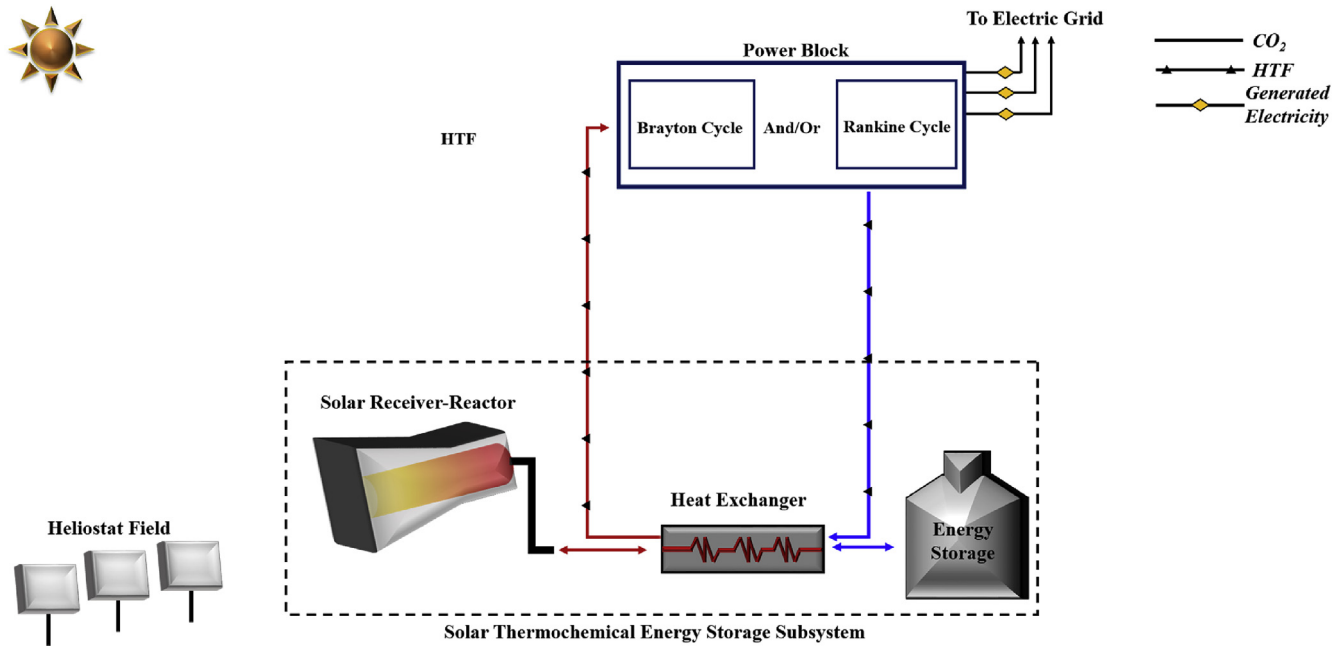 To Electric Grid
Power Block
CO2
HTF
Generated
Electricity
HTF
Brayton Cycle
And/Or
Rankine Cycle
Solar Receiver-Reactor
Heat Exchanger
Energy
Storage
Heliostat Field
Solar Thermochemical Energy Storage Subsystem